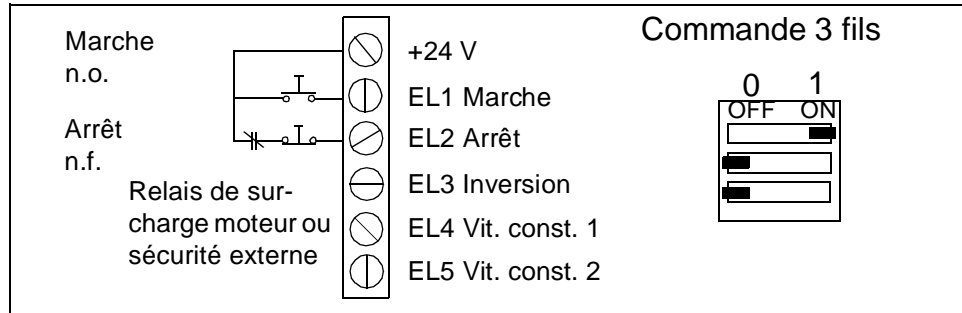 Commande 3 fils
Marche
n.o.
Arrêt
n.f.
Relais de sur-
charge moteur ou
sécurité externe
+24 V
EL1 Marche
EL2 Arrêt
EL3 Inversion
EL4 Vit. const. 1
EL5 Vit. const. 2
0 1
OFF ON